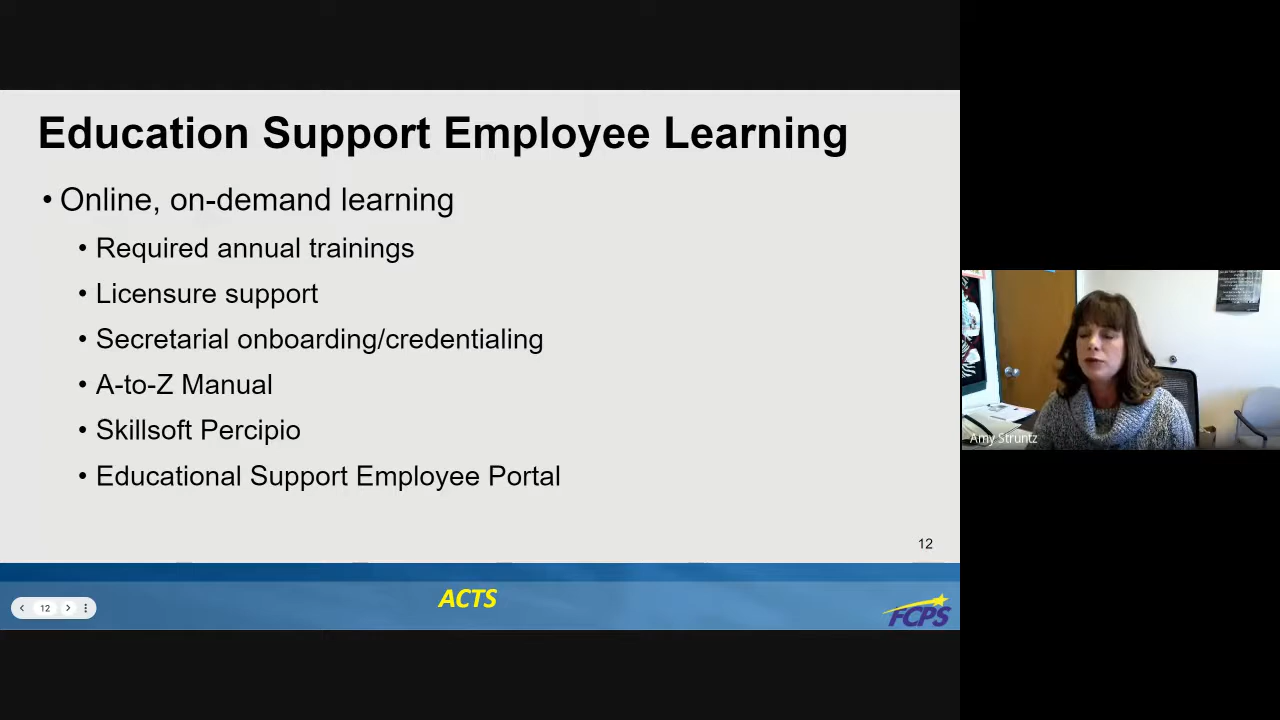 Education Support Employee Learning
• Online, on-demand learning
• Required annual trainings
• Licensure support
• Secretarial onboarding/credentialing
• A-to-Z Manual
• Skillsoft Percipio
• Educational Support Employee Portal
12
12
ACTS
FCPS
Amy Struntz